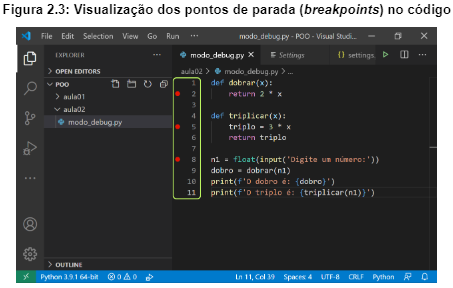 Figura 2.3: Visualização dos pontos de parada (breakpoints) no código
File Edit Selection View Go Run ··· modo_debug.py - POO - Visual Studi...
EXPLORER ···
> OPEN EDITORS
POO
> aula01
aula02
modo_debug.py
> OUTLINE
modo_debug.py ×
Settings
{} settings.
aula02 > modo_debug.py > ...
1 def dobrar(x):
2 return 2 * x
3
4 def triplicar(x):
5 triplo = 3 * x
6 return triplo
7
8 n1 = float(input('Digite um número:'))
9 dobro = dobrar(n1)
10 print(f'O dobro é: {dobro}')
11 print(f'O triplo é: {triplicar(n1)}')
Python 3.9.1 64-bit 0 0 Ln 11, Col 39 Spaces: 4 UTF-8 CRLF Python